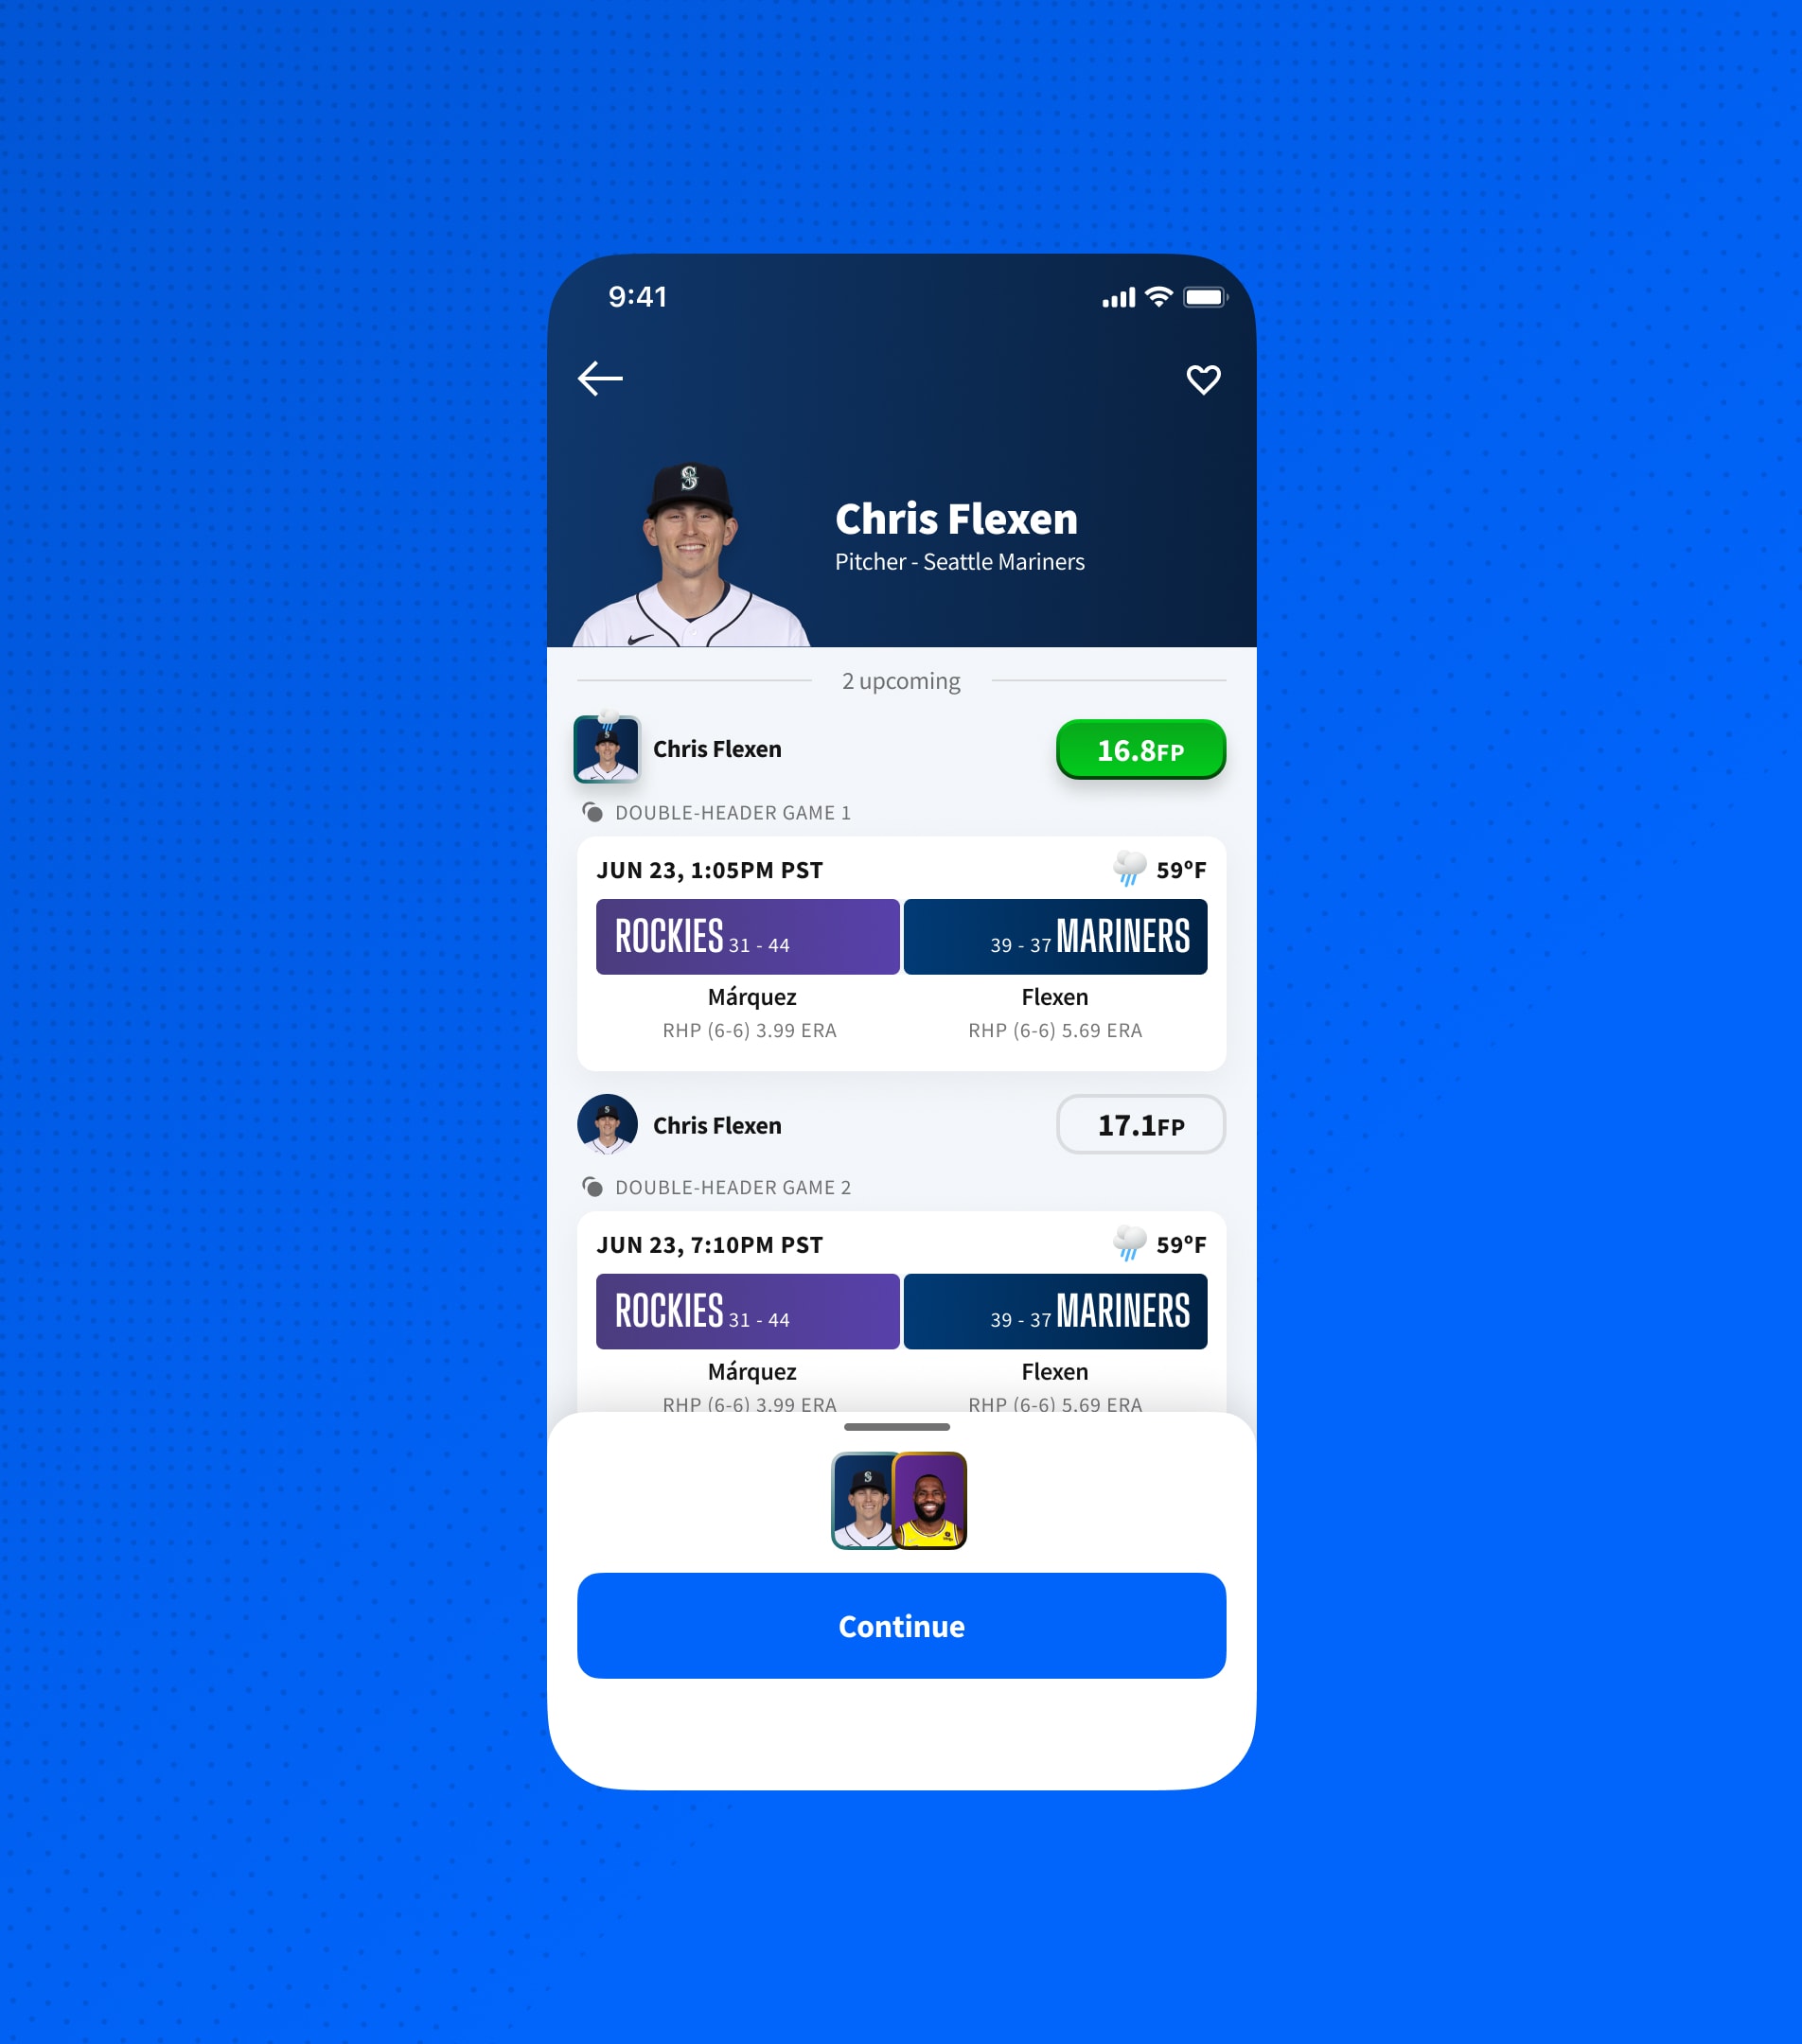 9:41
Chris Flexen
Pitcher - Seattle Mariners
2 upcoming
Chris Flexen
16.8FP
DOUBLE-HEADER GAME 1
JUN 23, 1:05PM PST
59°F
ROCKIES 31 - 44
39 - 37 MARINERS
Márquez
Flexen
RHP (6-6) 3.99 ERA
RHP (6-6) 5.69 ERA
Chris Flexen
17.1FP
DOUBLE-HEADER GAME 2
JUN 23, 7:10PM PST
59°F
ROCKIES 31 - 44
39 - 37 MARINERS
Márquez
Flexen
RHP (6-6) 3.99 ERA
RHP (6-6) 5.69 ERA
Continue